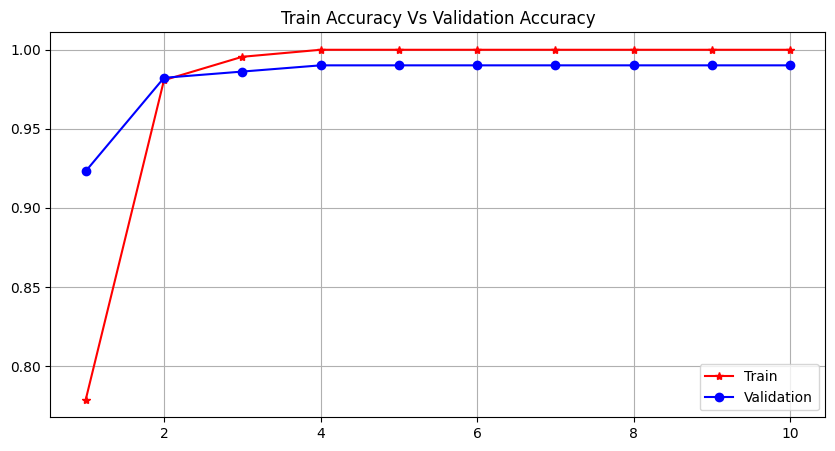 Train Accuracy Vs Validation Accuracy
1.00
0.95
0.90
0.85
0.80
Train
Validation
2 4 6 8 10